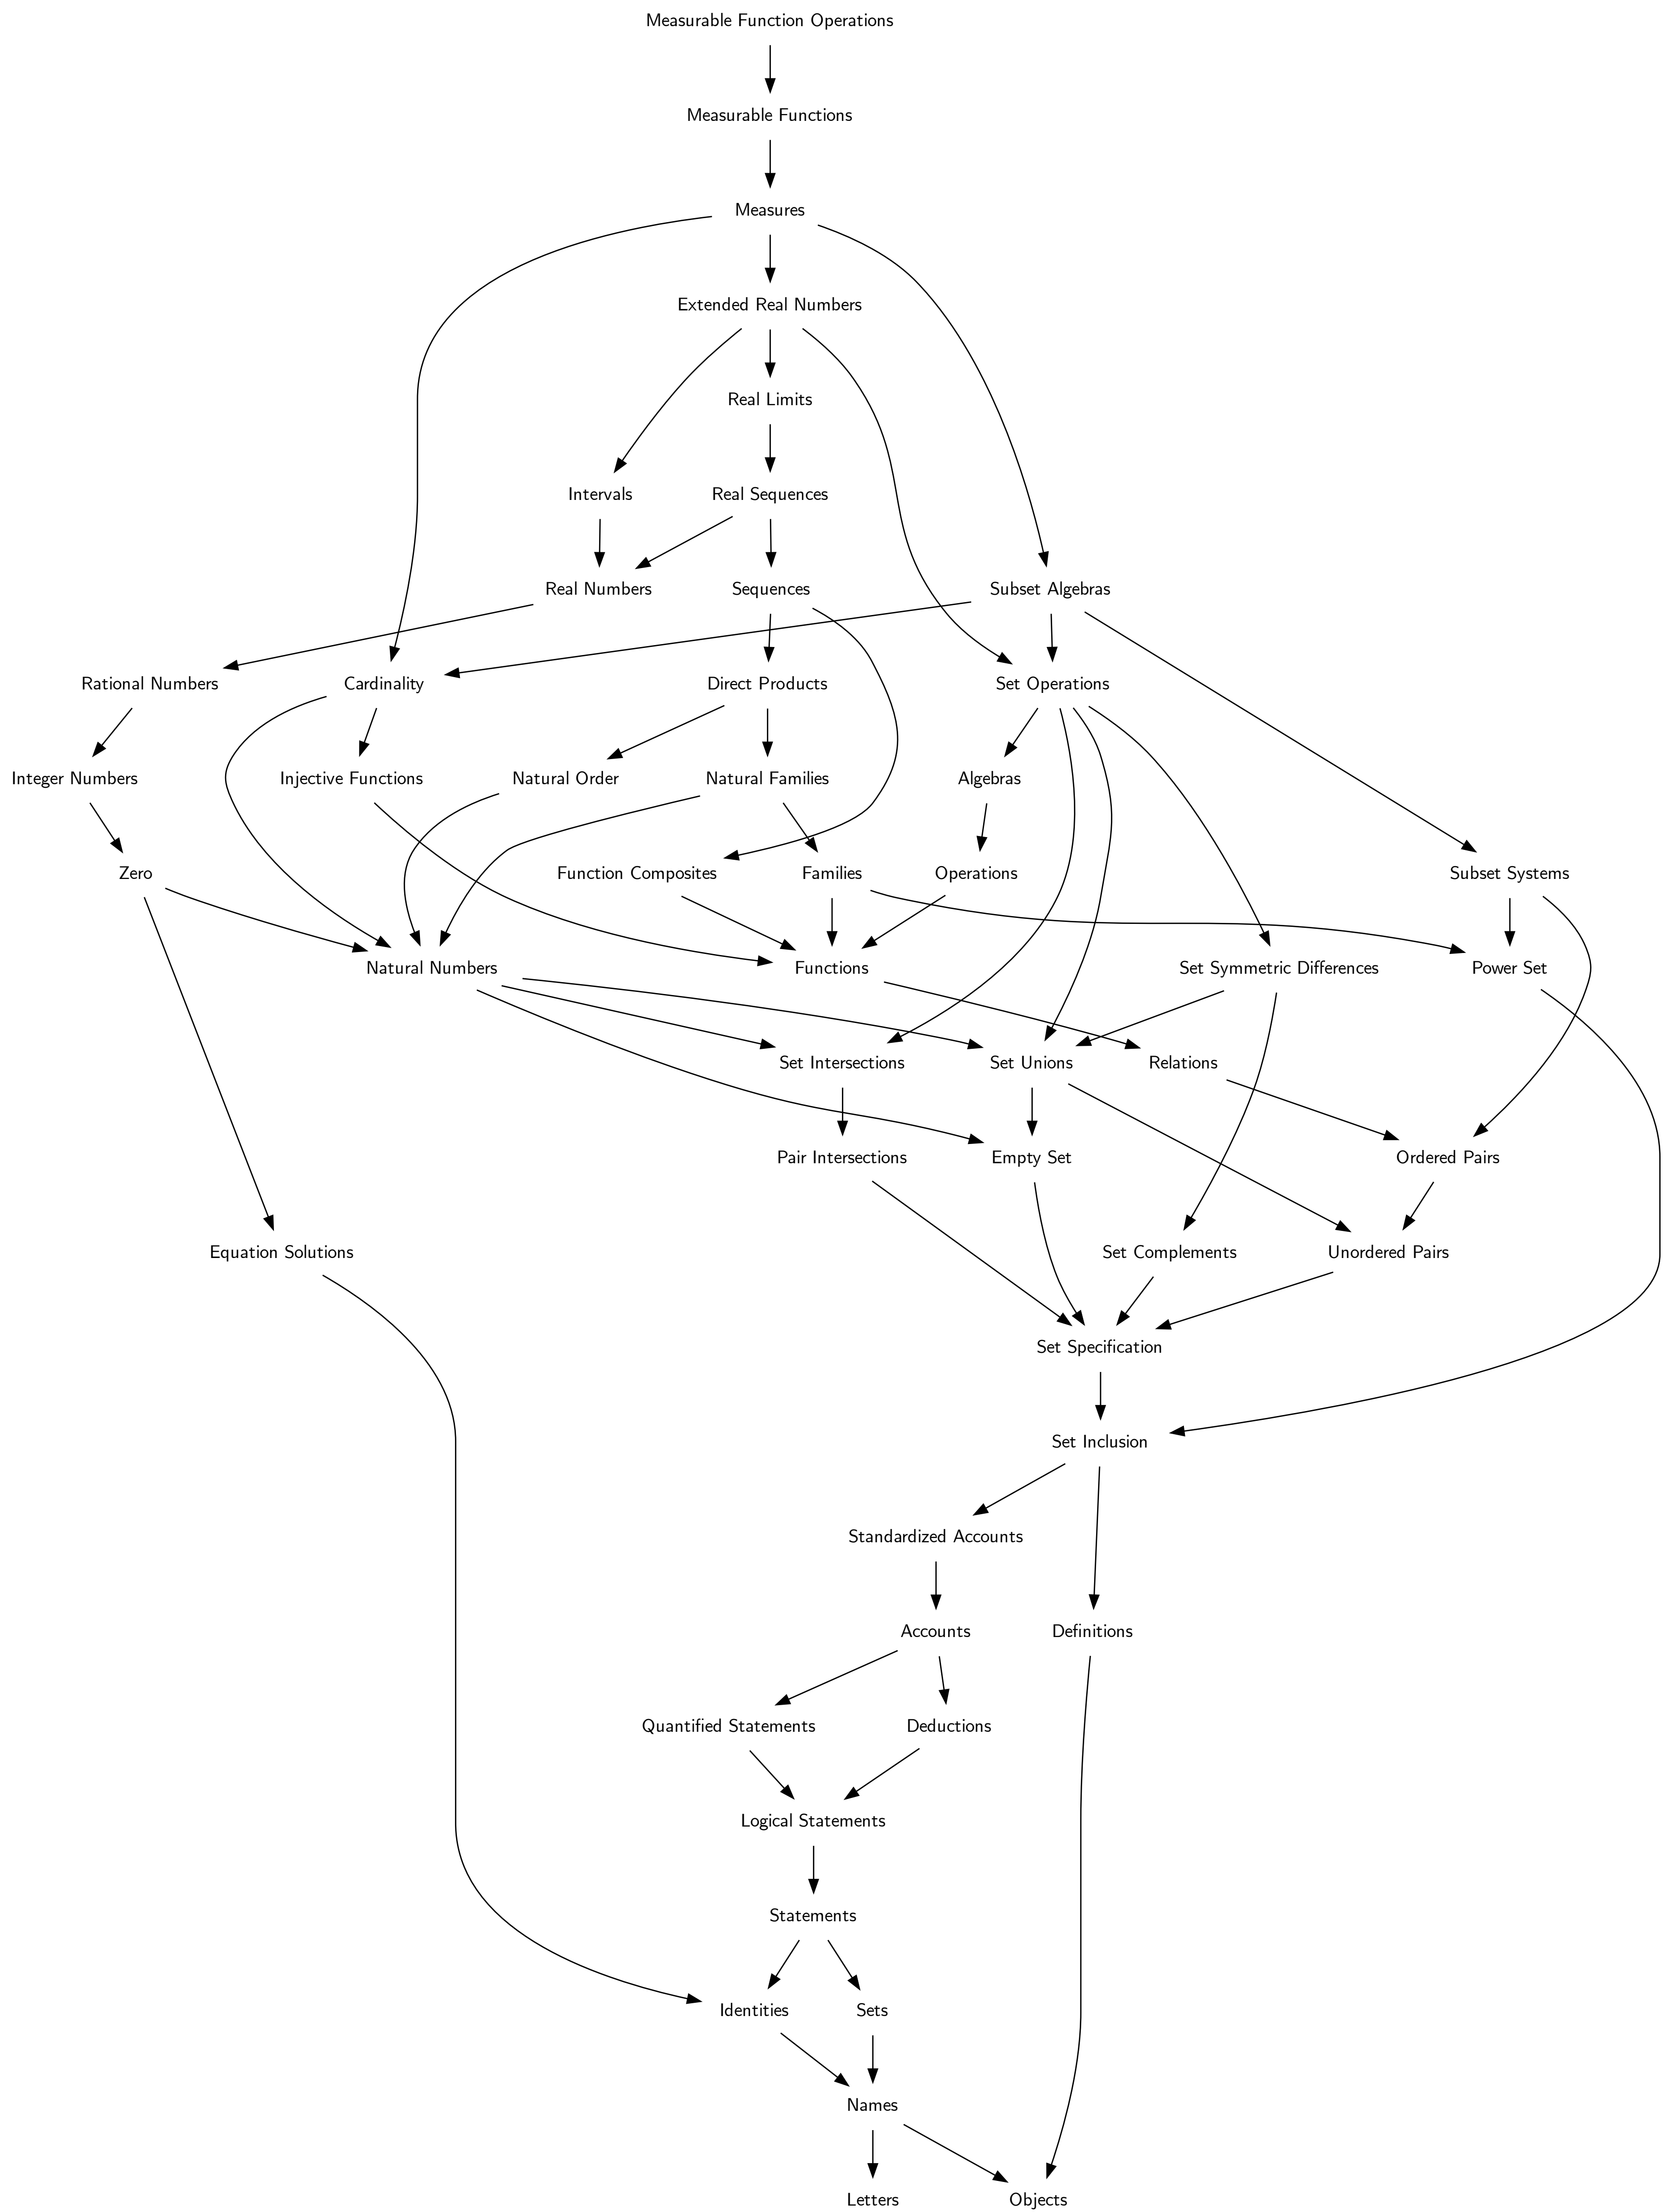 Measurable Function Operations
Measurable Functions
Measures
Extended Real Numbers
Real Limits
Intervals
Real Sequences
Real Numbers
Sequences
Subset Algebras
Rational Numbers
Cardinality
Direct Products
Set Operations
Integer Numbers
Injective Functions
Natural Order
Natural Families
Algebras
Zero
Function Composites
Families
Operations
Subset Systems
Natural Numbers
Functions
Set Symmetric Differences
Power Set
Set Intersections
Set Unions
Relations
Pair Intersections
Empty Set
Ordered Pairs
Equation Solutions
Set Complements
Unordered Pairs
Set Specification
Set Inclusion
Standardized Accounts
Accounts
Definitions
Quantified Statements
Deductions
Logical Statements
Statements
Identities
Sets
Names
Letters
Objects